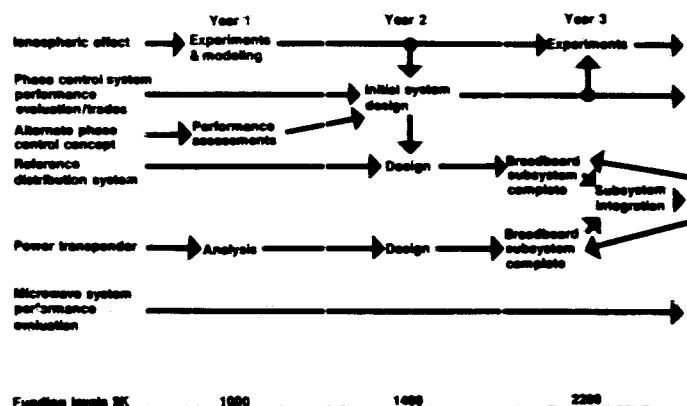 Year 1 Year 2 Year 3
Ionospheric effect Experiments & modeling Experiments
Phase control system performance evaluation/trades Initial system design
Alternate phase control concept Performance assessments
Reference distribution system Design Breadboard subsystem complete
Subsystem integration
Power transponder Analysis Design Breadboard subsystem complete
Microwave system performance evaluation
Funding levels $K 1000 1400 2200